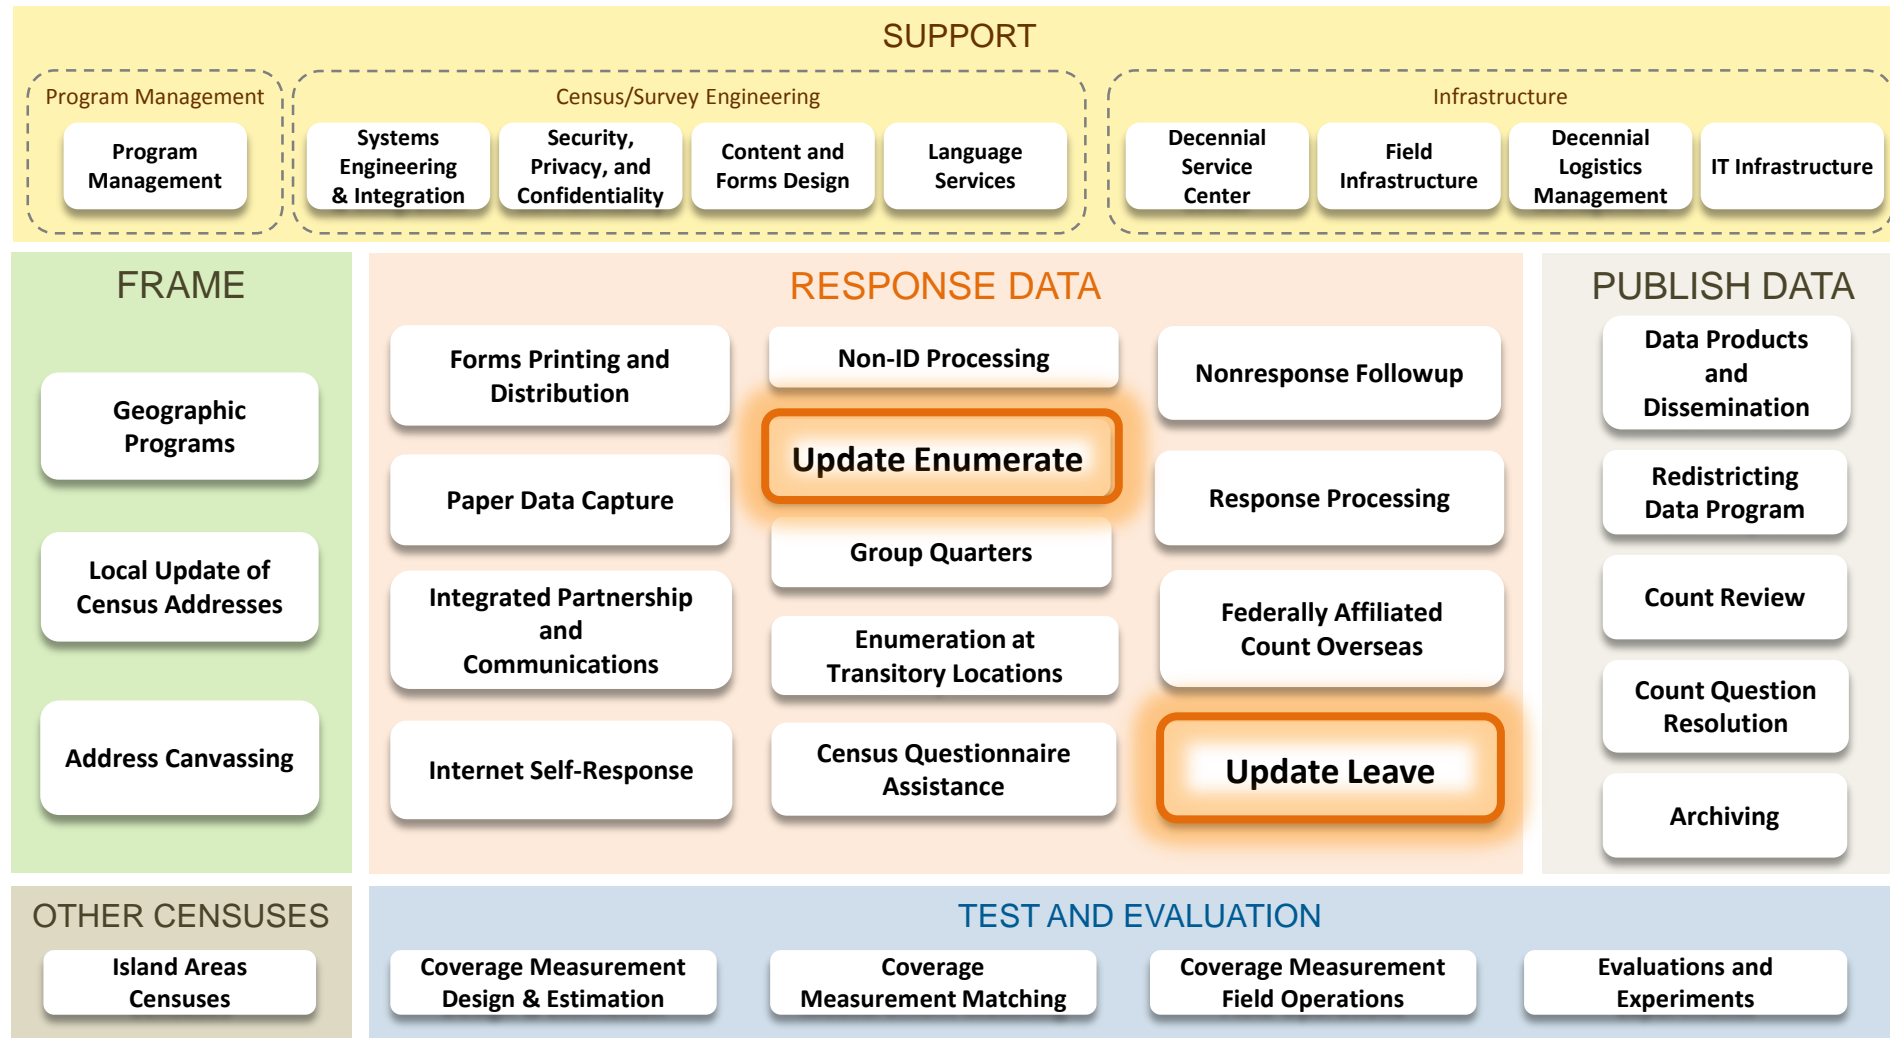 SUPPORT
Program Management
Program
Management
Census/Survey Engineering
Systems
Engineering
& Integration
Security,
Privacy, and
Confidentiality
Content and
Forms Design
Language
Services
Infrastructure
Decennial
Service
Center
Field
Infrastructure
Decennial
Logistics
Management
IT Infrastructure
FRAME
Geographic
Programs
Local Update of
Census Addresses
Address Canvassing
RESPONSE DATA
Forms Printing and
Distribution
Paper Data Capture
Integrated Partnership
and
Communications
Internet Self-Response
Non-ID Processing
Update Enumerate
Group Quarters
Enumeration at
Transitory Locations
Census Questionnaire
Assistance
Nonresponse Followup
Response Processing
Federally Affiliated
Count Overseas
Update Leave
PUBLISH DATA
Data Products
and
Dissemination
Redistricting
Data Program
Count Review
Count Question
Resolution
Archiving
OTHER CENSUSES
Island Areas
Censuses
TEST AND EVALUATION
Coverage Measurement
Design & Estimation
Coverage
Measurement Matching
Coverage Measurement
Field Operations
Evaluations and
Experiments